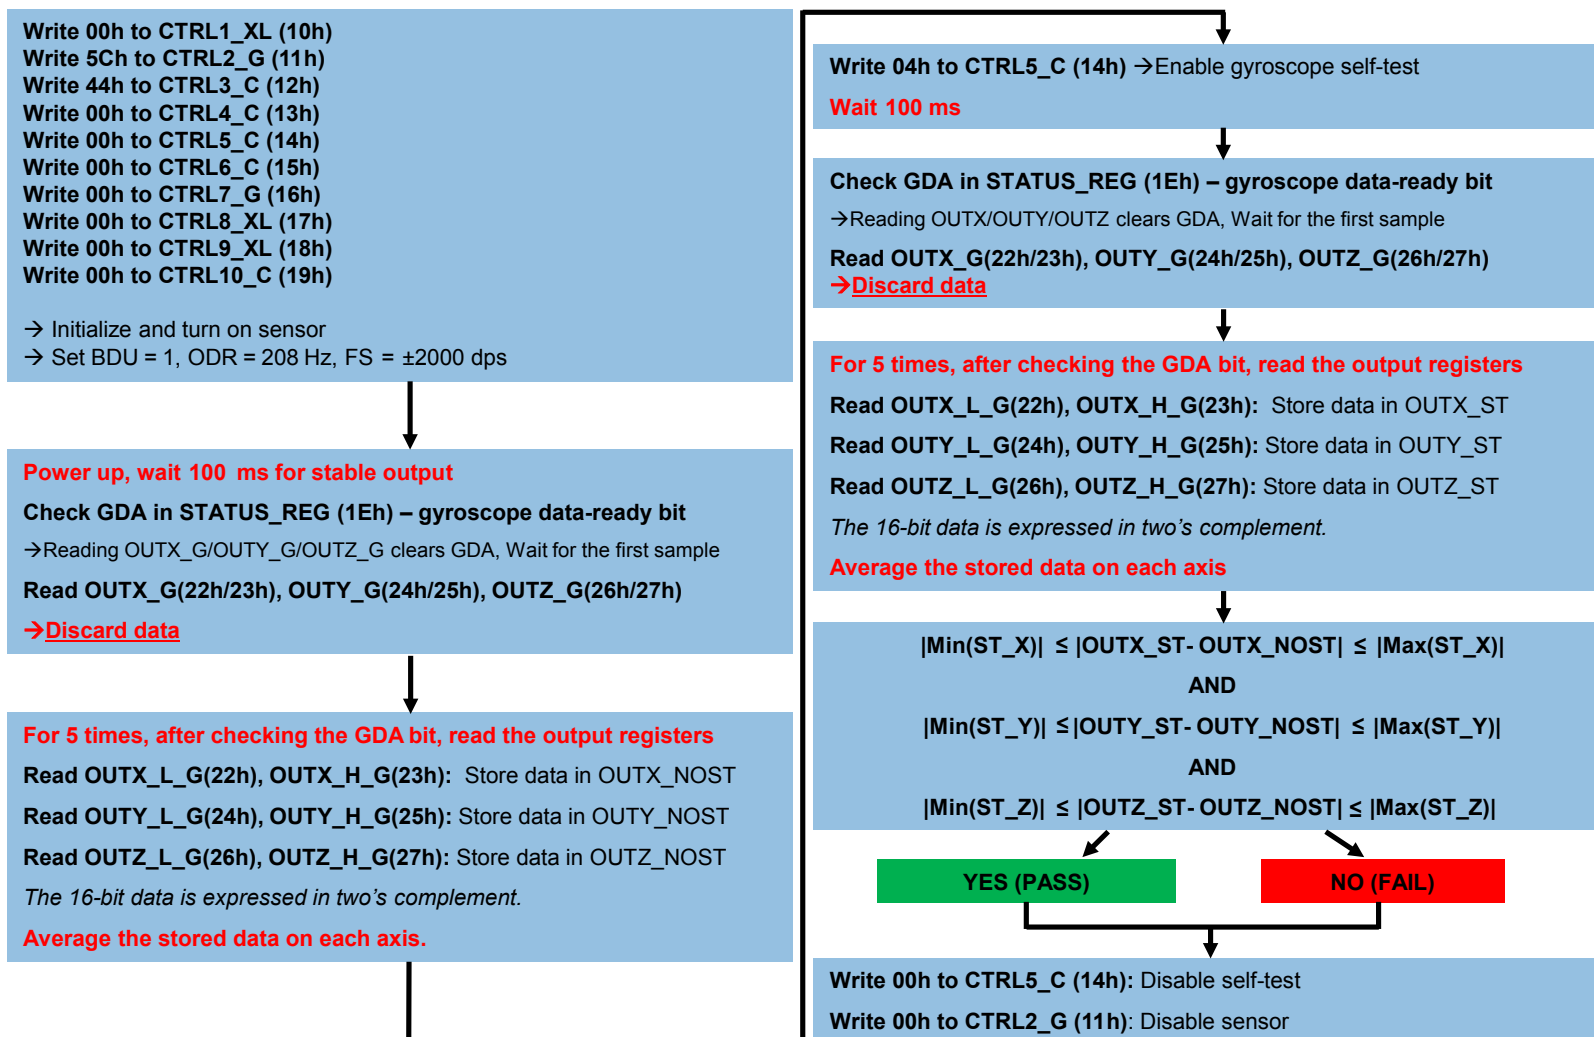 Write 00h to CTRL1_XL (10h)
Write 5Ch to CTRL2_G (11h)
Write 44h to CTRL3_C (12h)
Write 00h to CTRL4_C (13h)
Write 00h to CTRL5_C (14h)
Write 00h to CTRL6_C (15h)
Write 00h to CTRL7_G (16h)
Write 00h to CTRL8_XL (17h)
Write 00h to CTRL9_XL (18h)
Write 00h to CTRL10_C (19h)
→ Initialize and turn on sensor
→ Set BDU = 1, ODR = 208 Hz, FS = ±2000 dps
Power up, wait 100 ms for stable output
Check GDA in STATUS_REG (1Eh) – gyroscope data-ready bit
→Reading OUTX_G/OUTY_G/OUTZ_G clears GDA, Wait for the first sample
Read OUTX_G(22h/23h), OUTY_G(24h/25h), OUTZ_G(26h/27h)
→Discard data
For 5 times, after checking the GDA bit, read the output registers
Read OUTX_L_G(22h), OUTX_H_G(23h): Store data in OUTX_NOST
Read OUTY_L_G(24h), OUTY_H_G(25h): Store data in OUTY_NOST
Read OUTZ_L_G(26h), OUTZ_H_G(27h): Store data in OUTZ_NOST
The 16-bit data is expressed in two’s complement.
Average the stored data on each axis.
Write 04h to CTRL5_C (14h) →Enable gyroscope self-test
Wait 100 ms
Check GDA in STATUS_REG (1Eh) – gyroscope data-ready bit
→Reading OUTX/OUTY/OUTZ clears GDA, Wait for the first sample
Read OUTX_G(22h/23h), OUTY_G(24h/25h), OUTZ_G(26h/27h)
→Discard data
For 5 times, after checking the GDA bit, read the output registers
Read OUTX_L_G(22h), OUTX_H_G(23h): Store data in OUTX_ST
Read OUTY_L_G(24h), OUTY_H_G(25h): Store data in OUTY_ST
Read OUTZ_L_G(26h), OUTZ_H_G(27h): Store data in OUTZ_ST
The 16-bit data is expressed in two’s complement.
Average the stored data on each axis
|Min(ST_X)| ≤ |OUTX_ST- OUTX_NOST| ≤ |Max(ST_X)|
AND
|Min(ST_Y)| ≤ |OUTY_ST- OUTY_NOST| ≤ |Max(ST_Y)|
AND
|Min(ST_Z)| ≤ |OUTZ_ST- OUTZ_NOST| ≤ |Max(ST_Z)|
YES (PASS)
NO (FAIL)
Write 00h to CTRL5_C (14h): Disable self-test
Write 00h to CTRL2_G (11h): Disable sensor